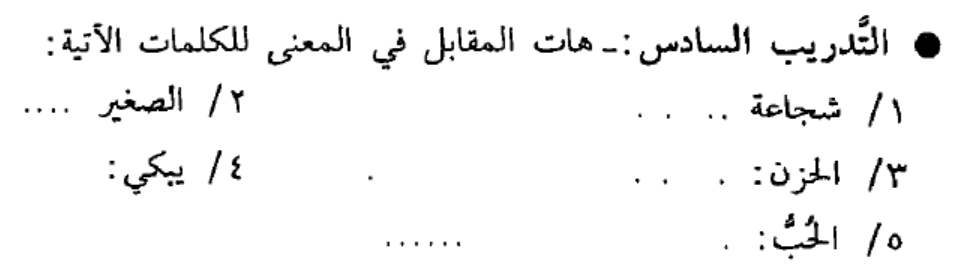 ● التَّدريب السادس:ـ هات المقابل في المعنى للكلمات الآتية:
١/ شجاعة .. . . ٢/ الصغير ....
٣/ الحزن: . . . . ٤/ يبكي:
٥/ الحُبُّ: . ......